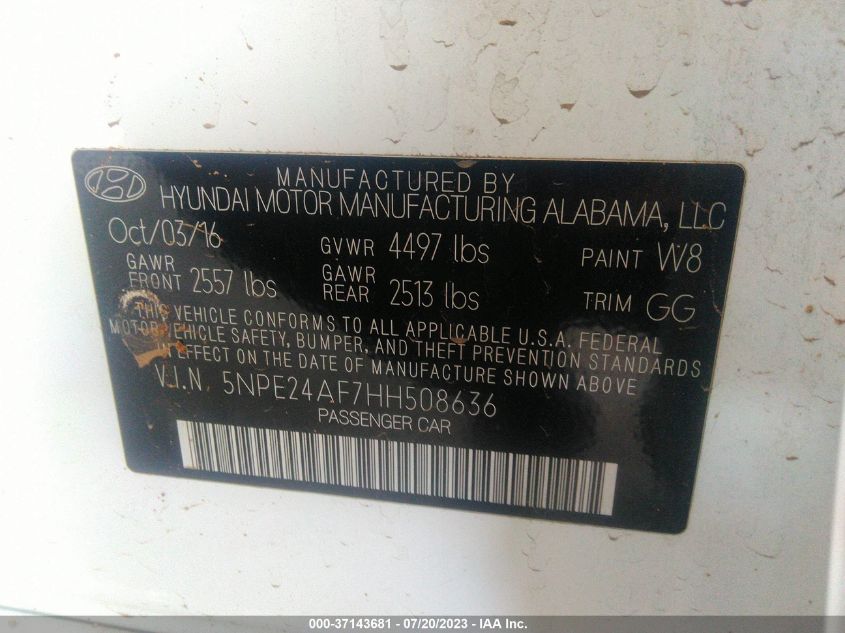 MANUFACTURED BY
HYUNDAI MOTOR MANUFACTURING ALABAMA, LLC
Oct/03/16 GVWR 4497 lbs PAINT W8
GAWR FRONT 2557 lbs GAWR REAR 2513 lbs TRIM GG
THIS VEHICLE CONFORMS TO ALL APPLICABLE U.S.A. FEDERAL
MOTOR VEHICLE SAFETY, BUMPER, AND THEFT PREVENTION STANDARDS
IN EFFECT ON THE DATE OF MANUFACTURE SHOWN ABOVE
V.I.N. 5NPE24AF7HH508636
PASSENGER CAR
000-37143681 - 07/20/2023 - IAA Inc.